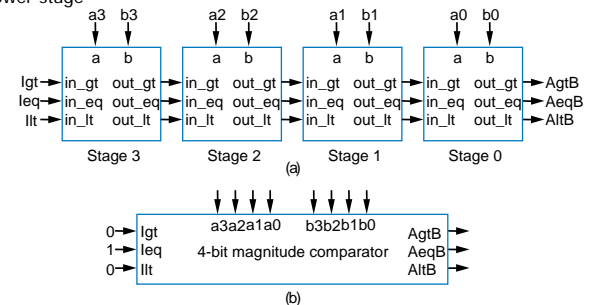 ower stage
a3 b3 a2 b2 a1 b1 a0 b0
a b a b a b a b
Igt in_gt out_gt in_gt out_gt in_gt out_gt in_gt out_gt AgtB
Ieq in_eq out_eq in_eq out_eq in_eq out_eq in_eq out_eq AeqB
Ilt in_lt out_lt in_lt out_lt in_lt out_lt in_lt out_lt AltB
Stage 3 Stage 2 Stage 1 Stage 0
(a)
a3a2a1a0 b3b2b1b0
0 Igt AgtB
1 Ieq 4-bit magnitude comparator AeqB
0 Ilt AltB
(b)